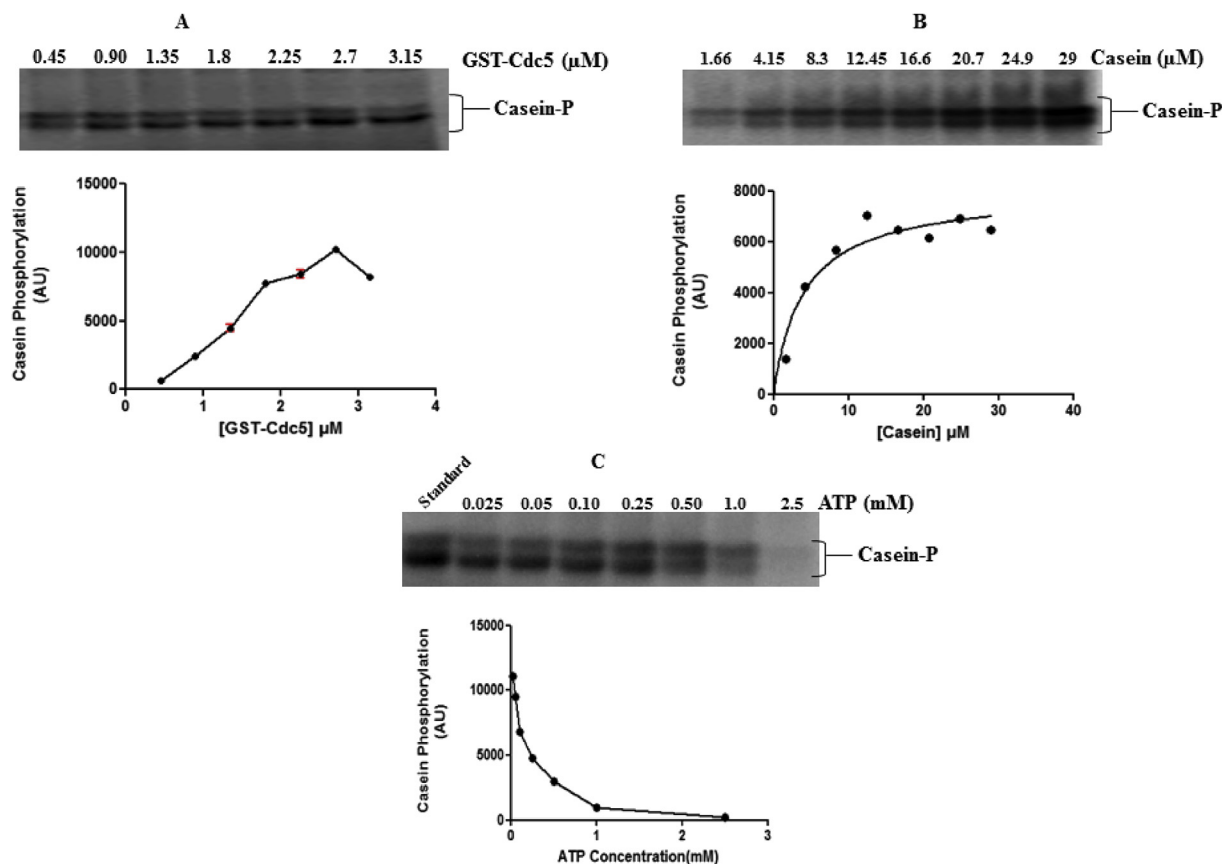 A
0.45 0.90 1.35 1.8 2.25 2.7 3.15 GST-Cdc5 (µM)
Casein-P
15000
10000
5000
0
Casein Phosphorylation
(AU)
0 1 2 3 4
[GST-Cdc5] µM
B
1.66 4.15 8.3 12.45 16.6 20.7 24.9 29 Casein (µM)
Casein-P
8000
6000
4000
2000
0
Casein Phosphorylation
(AU)
0 10 20 30 40
[Casein] µM
C
Standard 0.025 0.05 0.10 0.25 0.50 1.0 2.5 ATP (mM)
Casein-P
15000
10000
5000
0
Casein Phosphorylation
(AU)
0 1 2 3
ATP Concentration(mM)